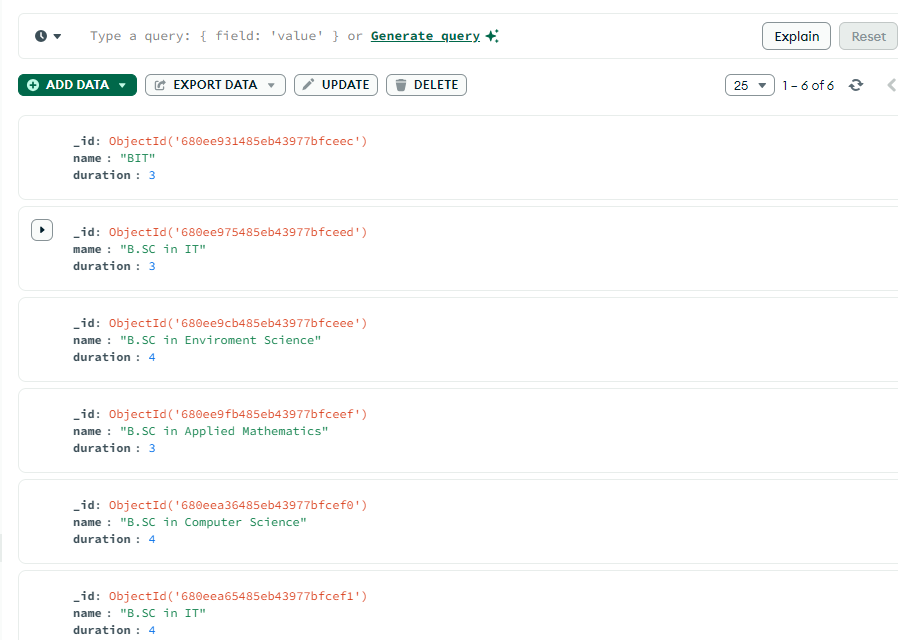 Type a query: { field: 'value' } or Generate query
Explain
Reset
ADD DATA
EXPORT DATA
UPDATE
DELETE
25
1 – 6 of 6
_id: ObjectId('680ee931485eb43977bfceec')
name : "BIT"
duration : 3
_id: ObjectId('680ee975485eb43977bfceed')
mame : "B.SC in IT"
duration : 3
_id: ObjectId('680ee9cb485eb43977bfceee')
name : "B.SC in Enviroment Science"
duration : 4
_id: ObjectId('680ee9fb485eb43977bfceef')
name : "B.SC in Applied Mathematics"
duration : 3
_id: ObjectId('680eea36485eb43977bfcef0')
name : "B.SC in Computer Science"
duration : 4
_id: ObjectId('680eea65485eb43977bfcef1')
name : "B.SC in IT"
duration : 4